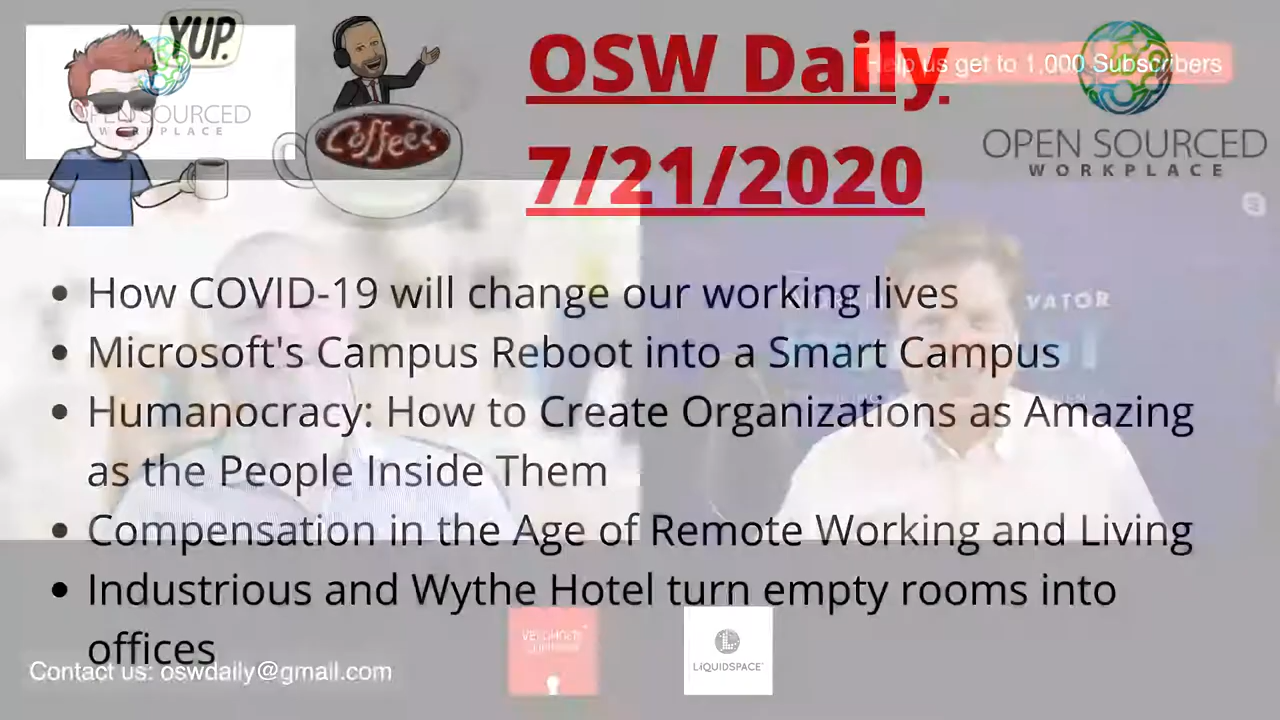 YUP.
OPEN SOURCED
WORKPLACE
Coffee?
OSW Daily
7/21/2020
Help us get to 1,000 Subscribers
OPEN SOURCED
WORKPLACE
VATOR
How COVID-19 will change our working lives
Microsoft's Campus Reboot into a Smart Campus
Humanocracy: How to Create Organizations as Amazing
as the People Inside Them
Compensation in the Age of Remote Working and Living
Industrious and Wythe Hotel turn empty rooms into
offices
Contact us: oswdaily@gmail.com
LIQUIDSPACE